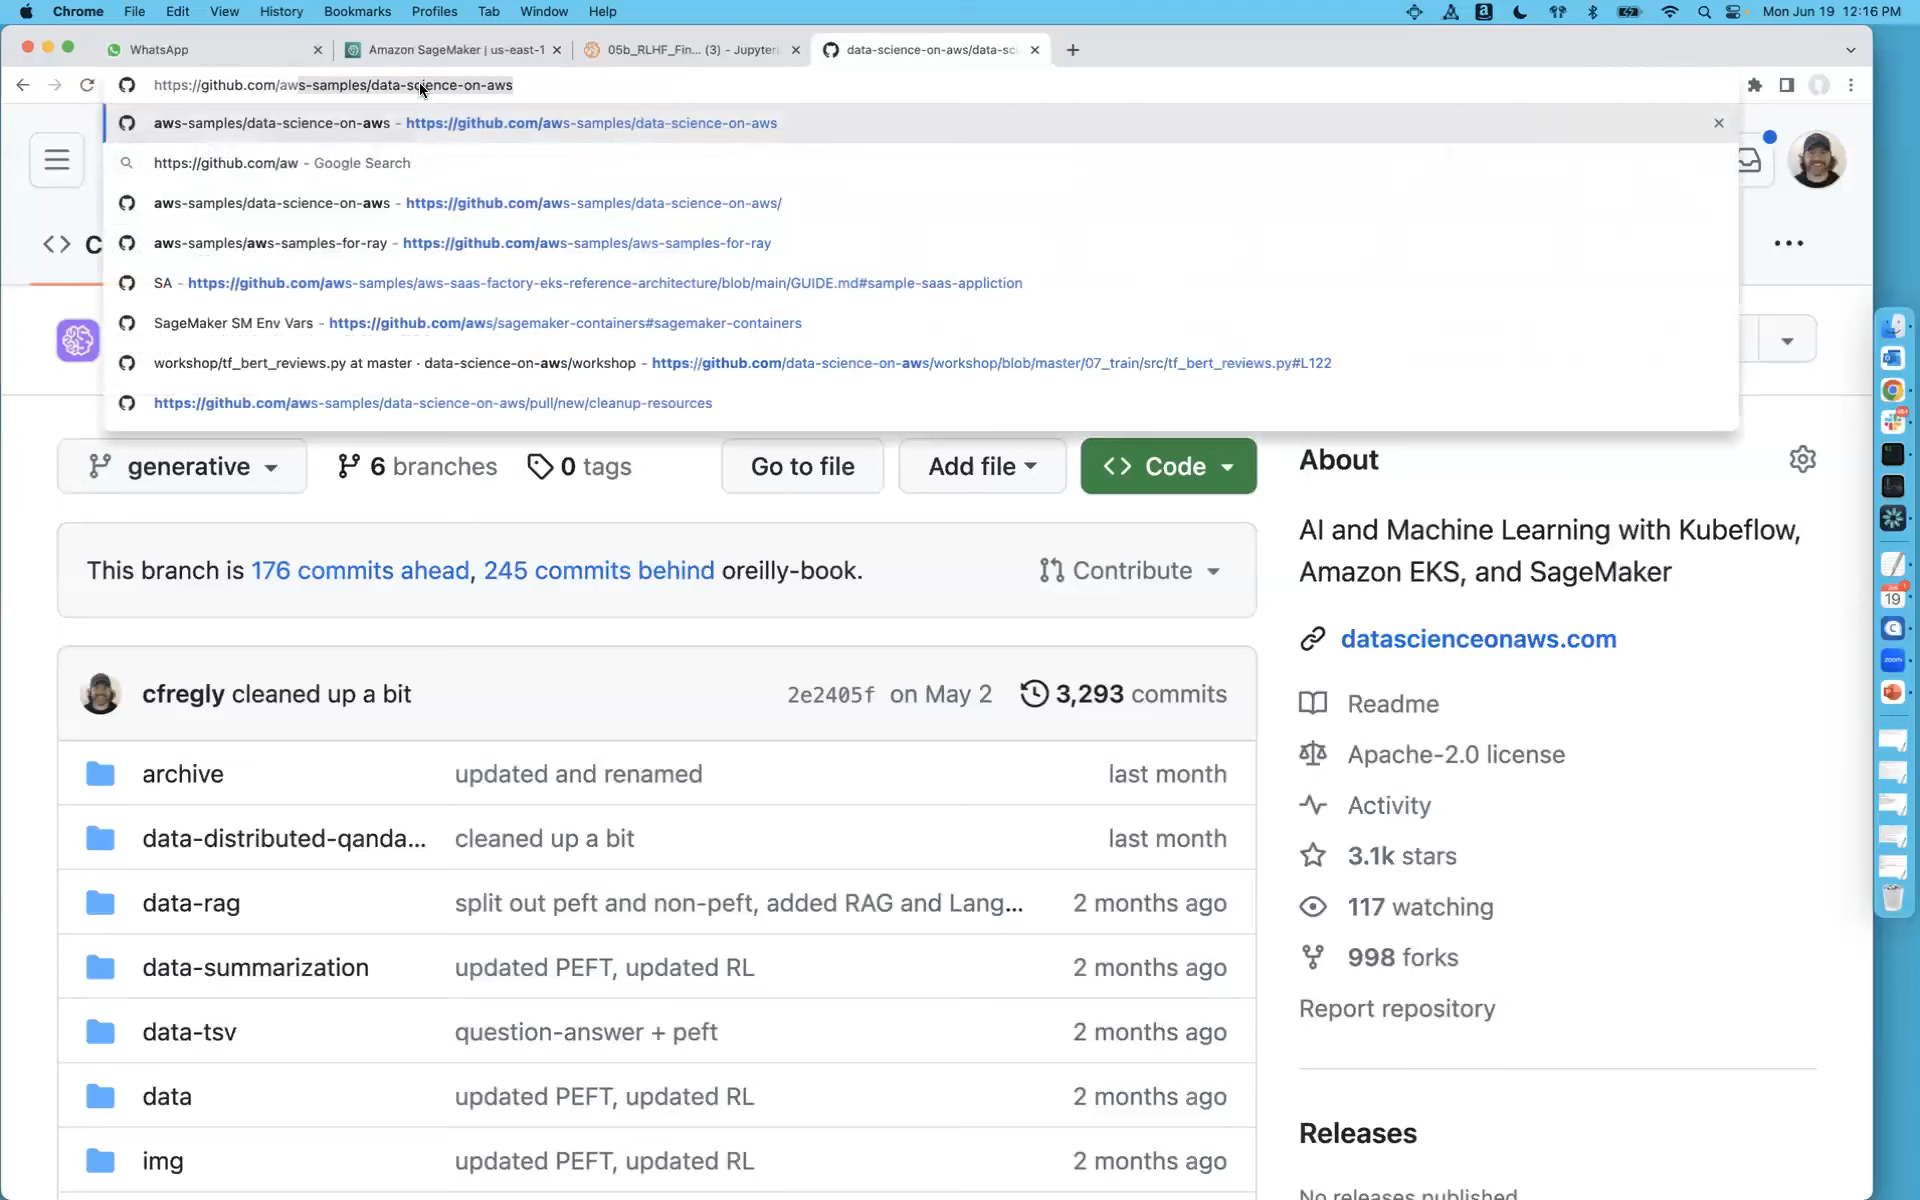 Chrome File Edit View History Bookmarks Profiles Tab Window Help Mon Jun 19 12:16 PM
WhatsApp
Amazon SageMaker | us-east-1
05b_RLHF_Fin... (3) - Jupyter
data-science-on-aws/data-sc
https://github.com/aws-samples/data-science-on-aws
aws-samples/data-science-on-aws - https://github.com/aws-samples/data-science-on-aws
https://github.com/aw - Google Search
aws-samples/data-science-on-aws - https://github.com/aws-samples/data-science-on-aws/
aws-samples/aws-samples-for-ray - https://github.com/aws-samples/aws-samples-for-ray
SA - https://github.com/aws-samples/aws-saas-factory-eks-reference-architecture/blob/main/GUIDE.md#sample-saas-appliction
SageMaker SM Env Vars - https://github.com/aws/sagemaker-containers#sagemaker-containers
workshop/tf_bert_reviews.py at master · data-science-on-aws/workshop - https://github.com/data-science-on-aws/workshop/blob/master/07_train/src/tf_bert_reviews.py#L122
https://github.com/aws-samples/data-science-on-aws/pull/new/cleanup-resources
C
generative 6 branches 0 tags Go to file Add file Code
This branch is 176 commits ahead, 245 commits behind oreilly-book. Contribute
cfregly cleaned up a bit 2e2405f on May 2 3,293 commits
archive updated and renamed last month
data-distributed-qanda... cleaned up a bit last month
data-rag split out peft and non-peft, added RAG and Lang... 2 months ago
data-summarization updated PEFT, updated RL 2 months ago
data-tsv question-answer + peft 2 months ago
data updated PEFT, updated RL 2 months ago
img updated PEFT, updated RL 2 months ago
About
AI and Machine Learning with Kubeflow,
Amazon EKS, and SageMaker
datascienceonaws.com
Readme
Apache-2.0 license
Activity
3.1k stars
117 watching
998 forks
Report repository
Releases
No releases published
19
zoom